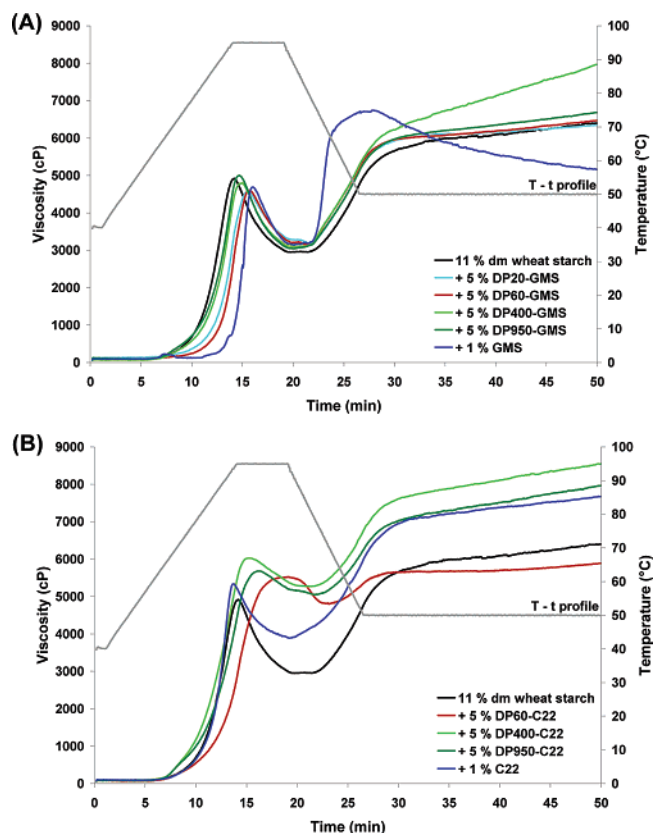 (A)
9000
8000
7000
6000
5000
4000
3000
2000
1000
0
Viscosity (cP)
100
90
80
70
60
50
40
30
20
10
0
Temperature (°C)
T - t profile
11 % dm wheat starch
+ 5 % DP20-GMS
+ 5 % DP60-GMS
+ 5 % DP400-GMS
+ 5 % DP950-GMS
+ 1 % GMS
0 5 10 15 20 25 30 35 40 45 50
Time (min)
(B)
9000
8000
7000
6000
5000
4000
3000
2000
1000
0
Viscosity (cP)
100
90
80
70
60
50
40
30
20
10
0
Temperature (°C)
T - t profile
11 % dm wheat starch
+ 5 % DP60-C22
+ 5 % DP400-C22
+ 5 % DP950-C22
+ 1 % C22
0 5 10 15 20 25 30 35 40 45 50
Time (min)